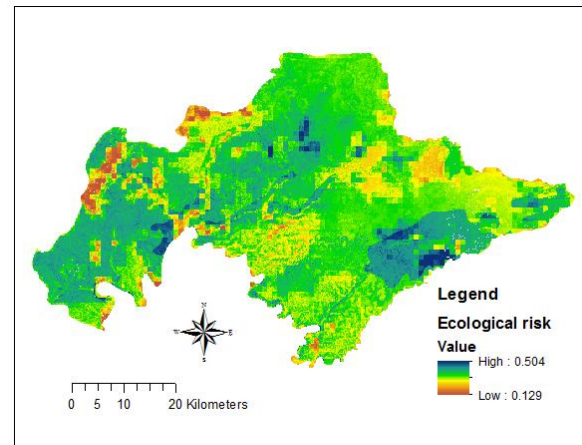 N
W
E
S
Legend
Ecological risk
Value
High : 0.504
Low : 0.129
0 5 10 20 Kilometers